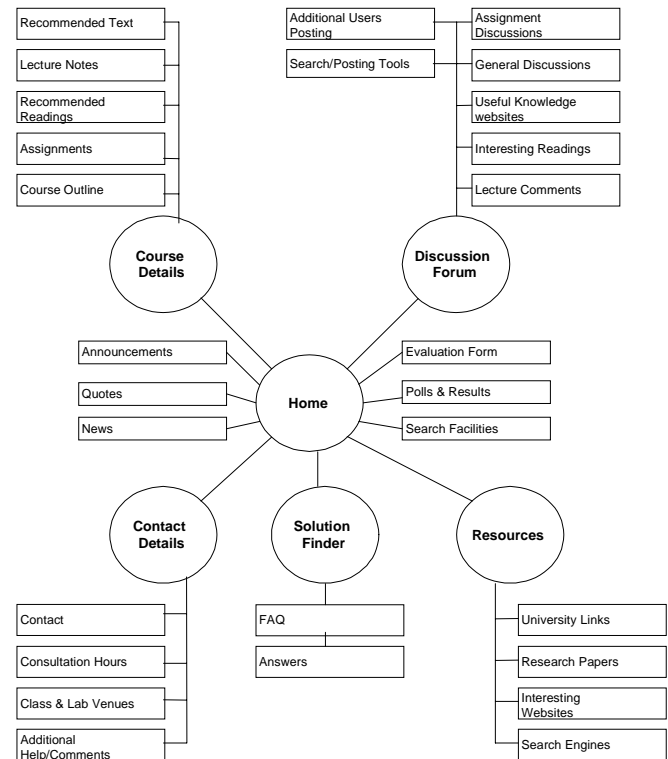 Recommended Text
Lecture Notes
Recommended
Readings
Assignments
Course Outline
Additional Users
Posting
Search/Posting Tools
Assignment
Discussions
General Discussions
Useful Knowledge
websites
Interesting Readings
Lecture Comments
Course
Details
Discussion
Forum
Announcements
Quotes
News
Home
Evaluation Form
Polls & Results
Search Facilities
Contact
Details
Solution
Finder
Resources
Contact
Consultation Hours
Class & Lab Venues
Additional
Help/Comments
FAQ
Answers
University Links
Research Papers
Interesting
Websites
Search Engines